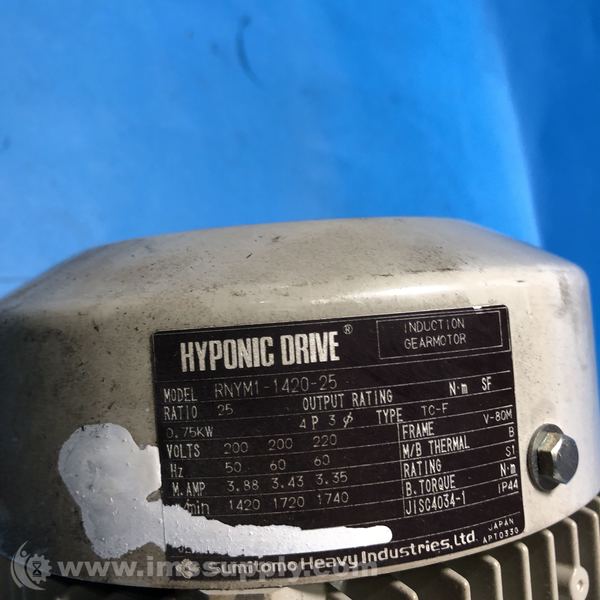 HYPONIC DRIVE®
INDUCTION
GEARMOTOR
MODEL RNYM1-1420-25
RATIO 25 OUTPUT RATING N·m SF
0.75KW 4P 3ϕ TYPE TC-F
VOLTS 200 200 220 FRAME V-80M
Hz 50 60 60 M/B THERMAL B
M.AMP 3.88 3.43 3.35 RATING S1
r/min 1420 1720 1740 B.TORQUE N·m
JISC4034-1 IP44
Sumitomo Heavy Industries, Ltd.
JAPAN
AP70330
© www.imssupply.com